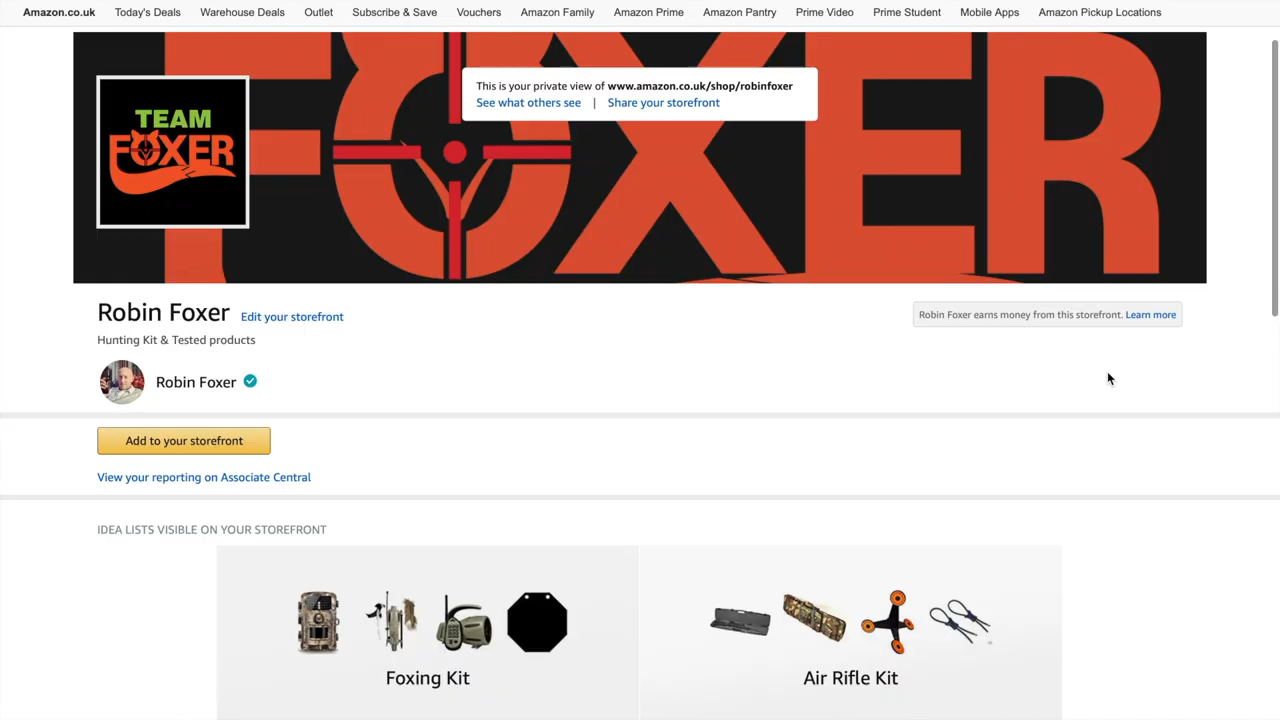 Amazon.co.uk Today's Deals Warehouse Deals Outlet Subscribe & Save Vouchers Amazon Family Amazon Prime Amazon Pantry Prime Video Prime Student Mobile Apps Amazon Pickup Locations
FOXER
This is your private view of www.amazon.co.uk/shop/robinfoxer
See what others see | Share your storefront
TEAM
FOXER
Robin Foxer Edit your storefront
Robin Foxer earns money from this storefront. Learn more
Hunting Kit & Tested products
Robin Foxer
Add to your storefront
View your reporting on Associate Central
IDEA LISTS VISIBLE ON YOUR STOREFRONT
Foxing Kit
Air Rifle Kit